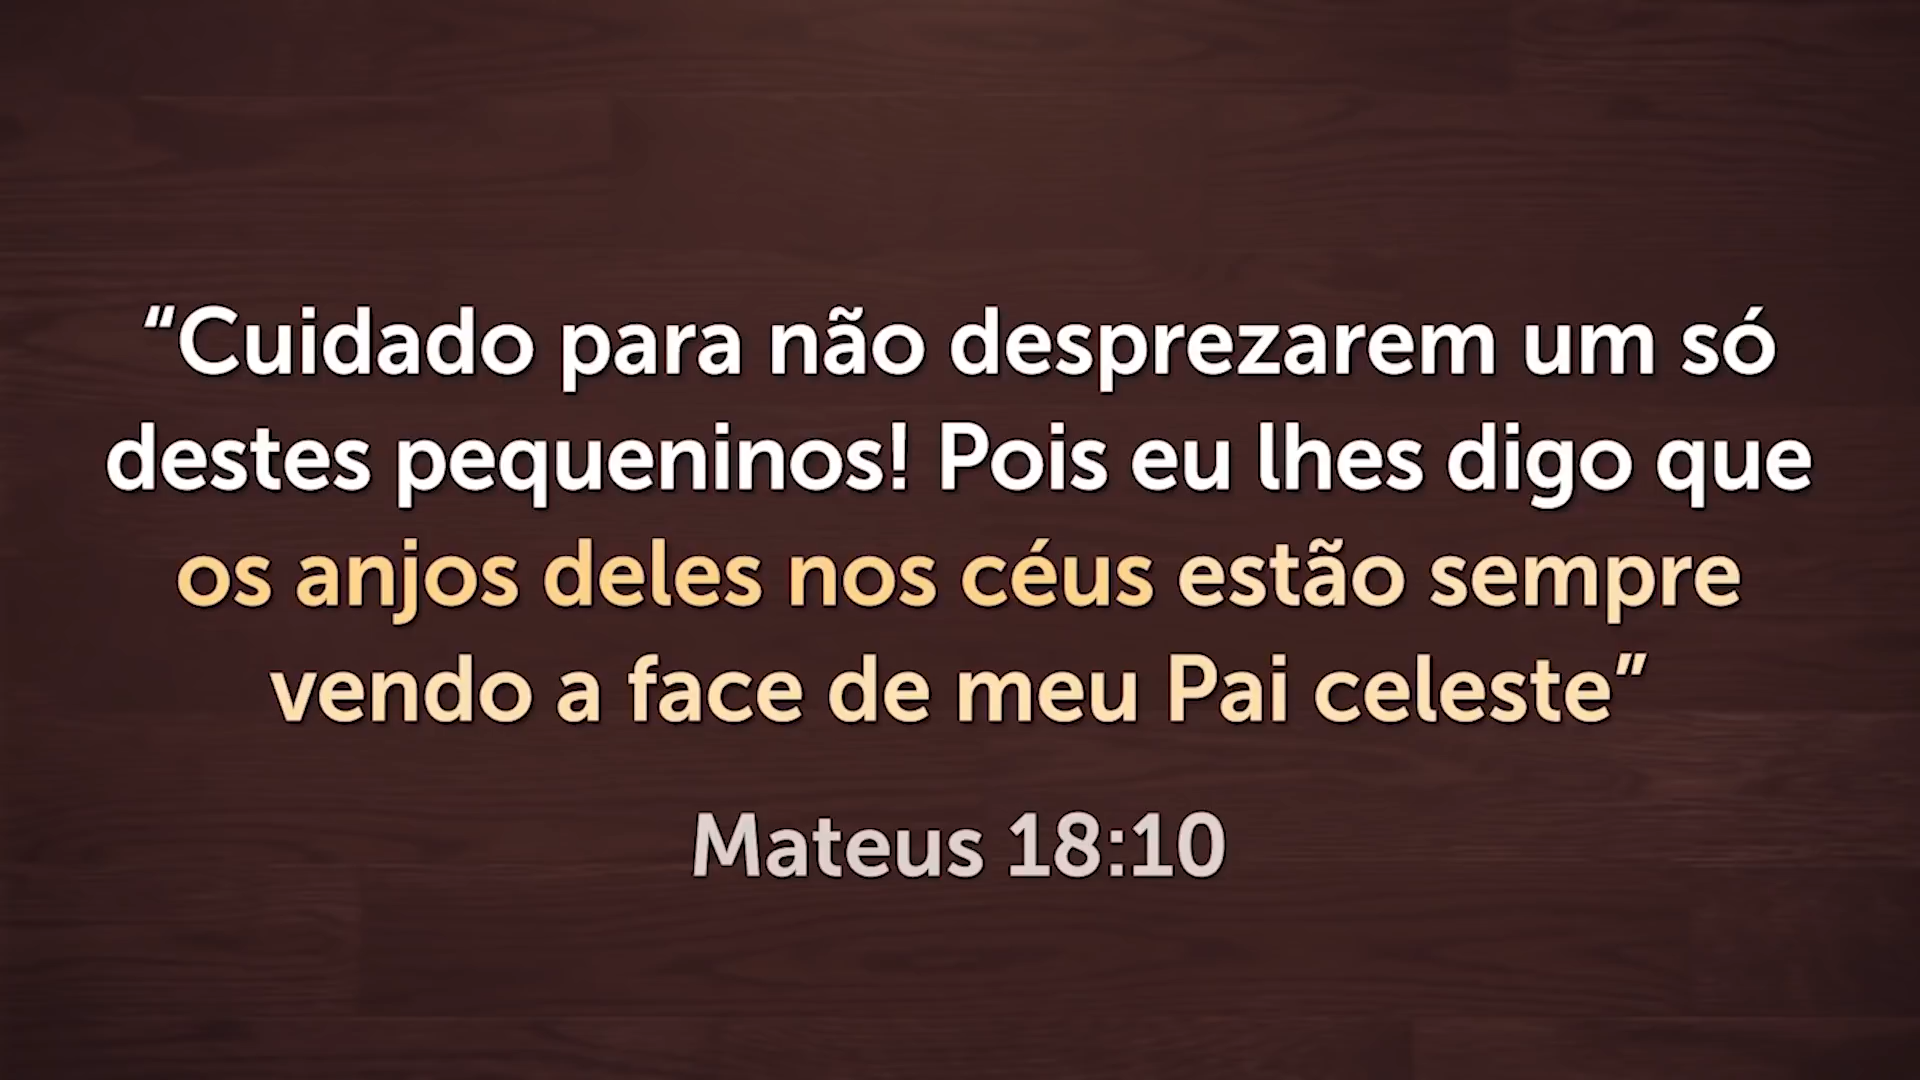 “Cuidado para não desprezarem um só
destes pequeninos! Pois eu lhes digo que
os anjos deles nos céus estão sempre
vendo a face de meu Pai celeste”
Mateus 18:10